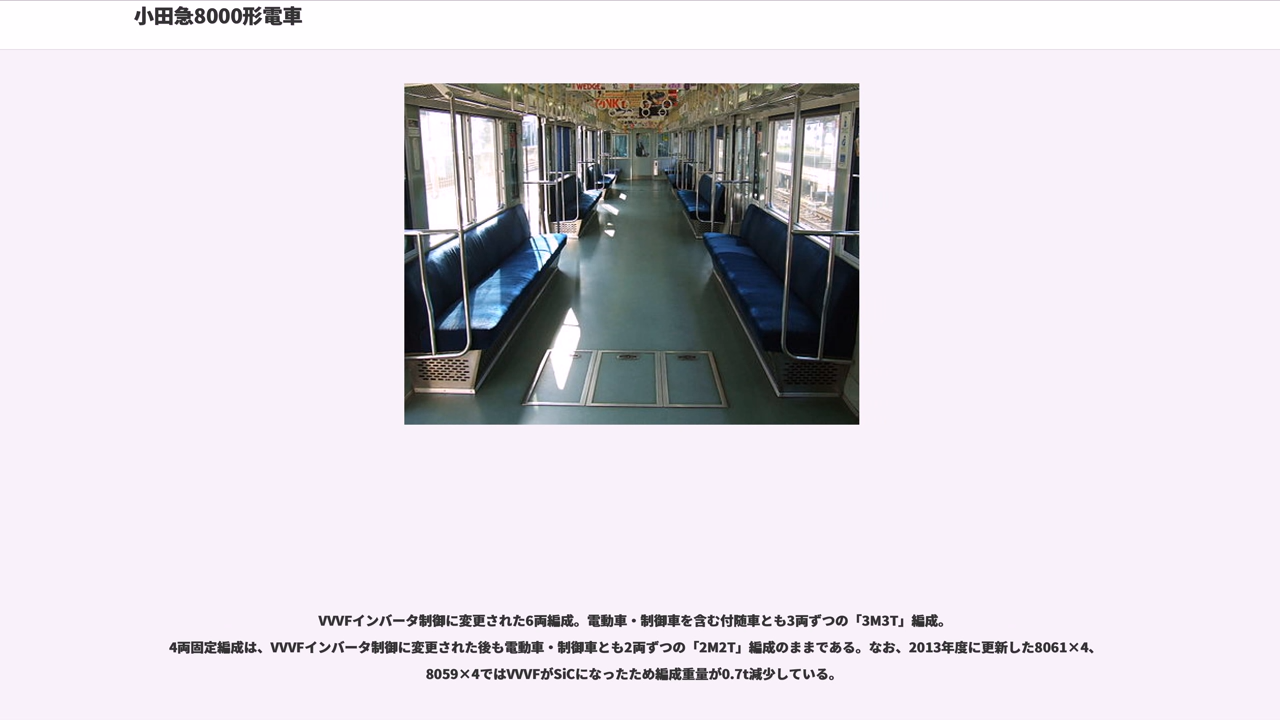 小田急8000形電車
VVVFインバータ制御に変更された6両編成。電動車・制御車を含む付随車とも3両ずつの「3M3T」編成。
4両固定編成は、VVVFインバータ制御に変更された後も電動車・制御車とも2両ずつの「2M2T」編成のままである。なお、2013年度に更新した8061×4、
8059×4ではVVVFがSiCになったため編成重量が0.7t減少している。